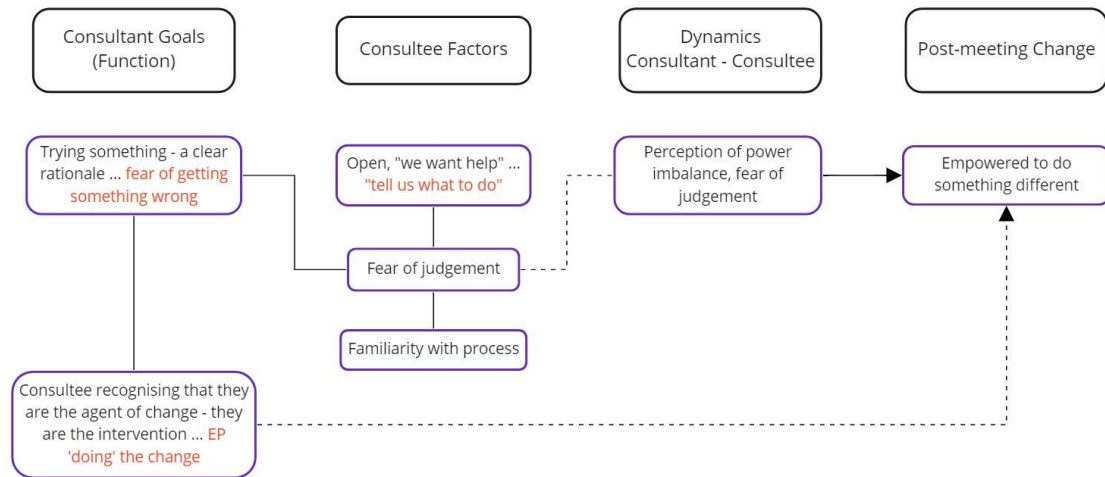 Consultant Goals
(Function)
Consultee Factors
Dynamics
Consultant - Consultee
Post-meeting Change
Trying something - a clear
rationale ... fear of getting
something wrong
Open, "we want help" ...
"tell us what to do"
Perception of power
imbalance, fear of
judgement
Empowered to do
something different
Fear of judgement
Familiarity with process
Consultee recognising that they
are the agent of change - they
are the intervention ... EP
'doing' the change